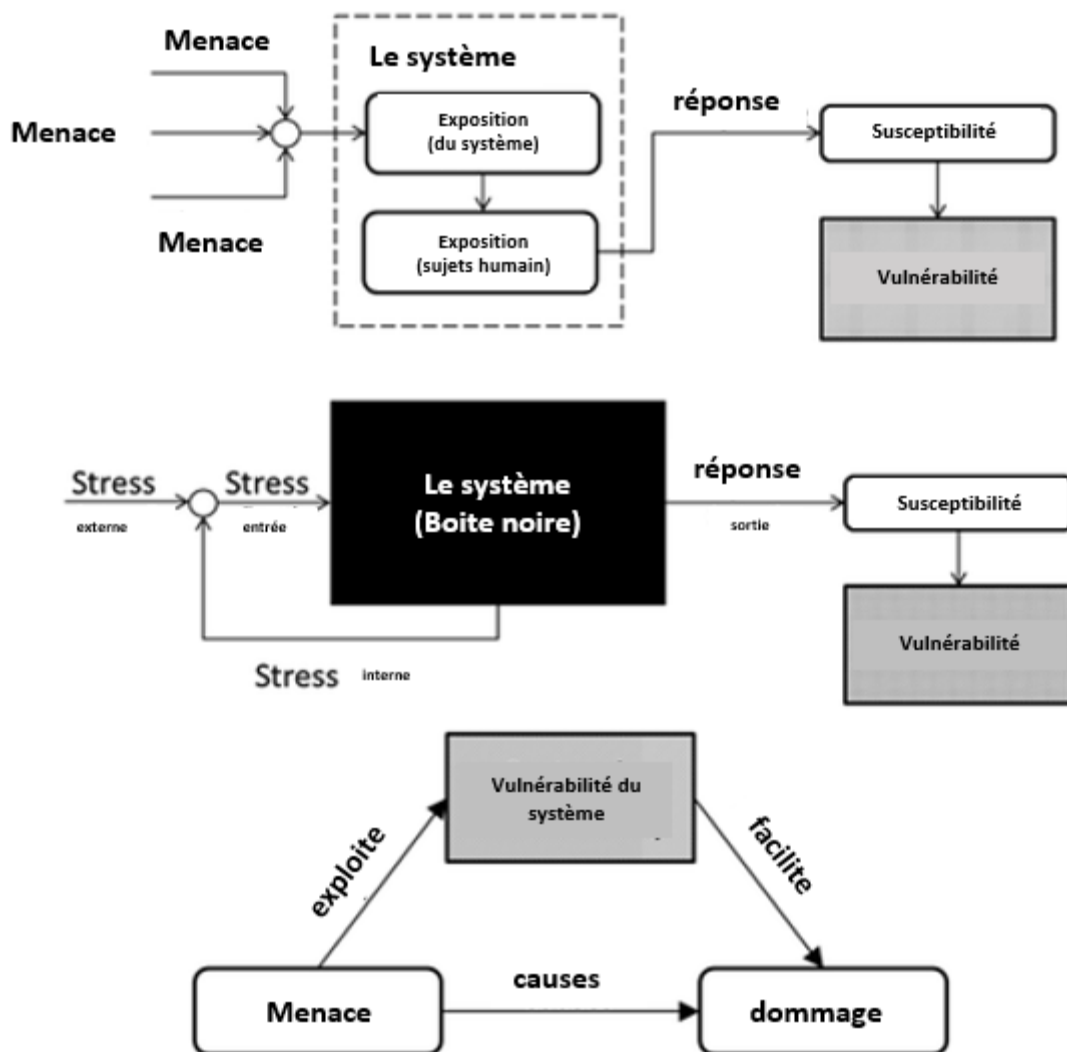 Menace
Le système
Menace
Menace
Exposition
(du système)
Exposition
(sujets humain)
réponse
Susceptibilité
Vulnérabilité
Stress
externe
Stress
entrée
Le système
(Boite noire)
réponse
sortie
Susceptibilité
Vulnérabilité
Stress interne
Vulnérabilité du
système
exploite
facilite
Menace
causes
dommage